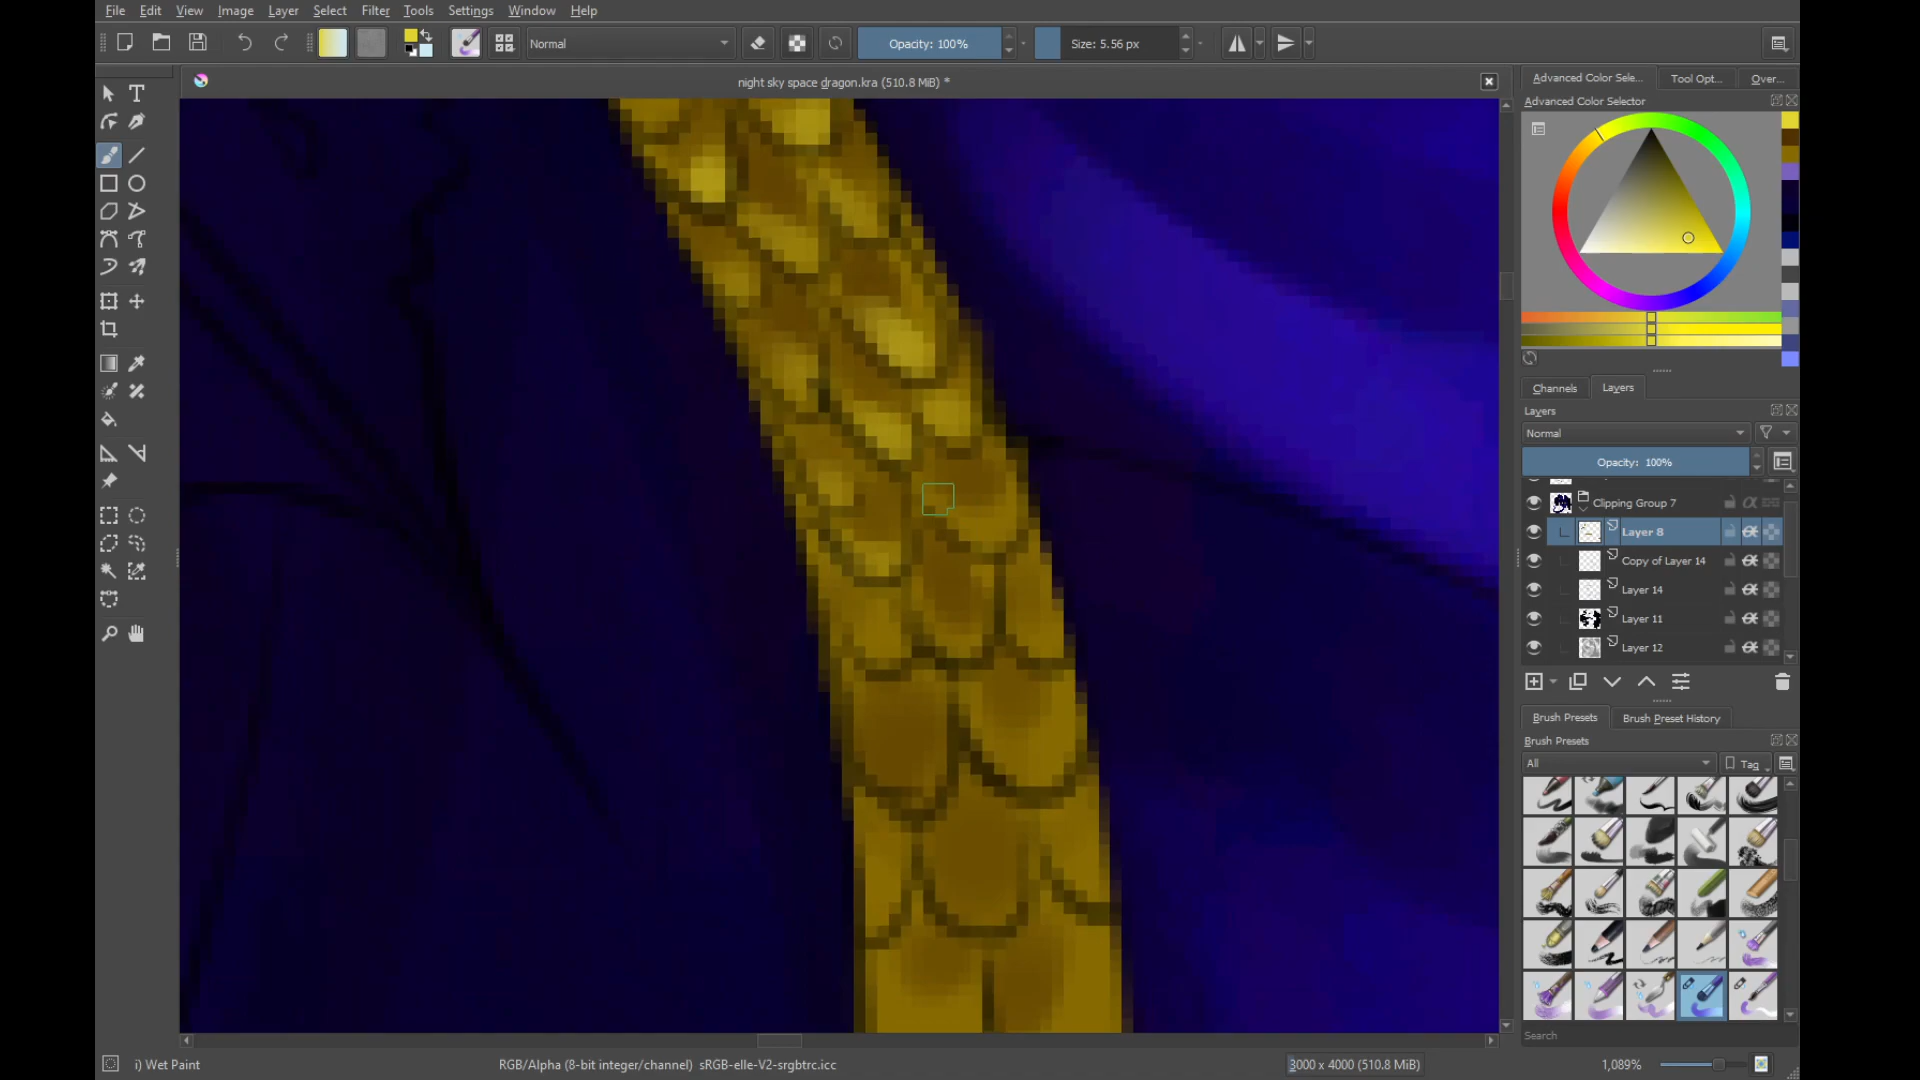 File Edit View Select Image Layer Select Filter Tools Settings Window Help
Normal Opacity: 100% Size: 5.56 px
night sky space dragon.kra (510.8 MiB) *
Advanced Color Sele... Tool Opt... Over...
Advanced Color Selector
Channels Layers
Layers
Normal
Opacity: 100%
Clipping Group 7
Layer 8
Copy of Layer 14
Layer 14
Layer 11
Layer 12
Brush Presets Brush Preset History
Brush Presets
All Tag
Search
i) Wet Paint RGB/Alpha (8-bit integer/channel) sRGB-elle-V2-srgbtrc.icc 3000 x 4000 (510.8 MiB) 1,089%